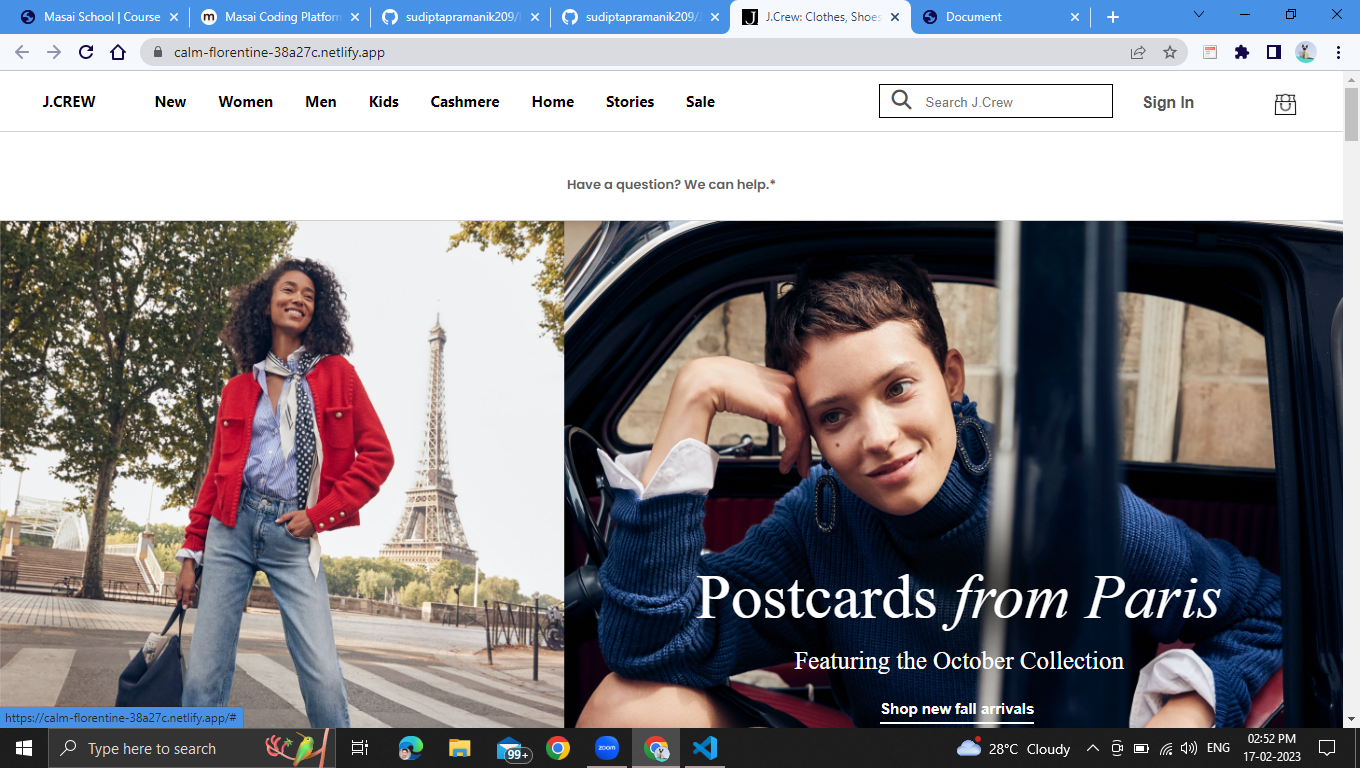 Masai School | Course
Masai Coding Platform
sudiptapramanik209/
sudiptapramanik209/
J.Crew: Clothes, Shoes
Document
calm-florentine-38a27c.netlify.app
J.CREW
New
Women
Men
Kids
Cashmere
Home
Stories
Sale
Search J.Crew
Sign In
Have a question? We can help.*
Postcards from Paris
Featuring the October Collection
Shop new fall arrivals
https://calm-florentine-38a27c.netlify.app/#
Type here to search
99+
zoom
28°C Cloudy
ENG
02:52 PM
17-02-2023